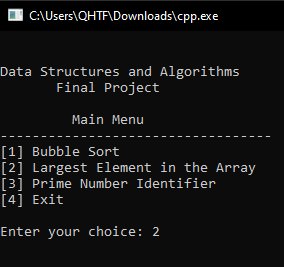 C:\Users\QHTF\Downloads\cpp.exe
Data Structures and Algorithms
Final Project
Main Menu
----------------------------------
[1] Bubble Sort
[2] Largest Element in the Array
[3] Prime Number Identifier
[4] Exit
Enter your choice: 2